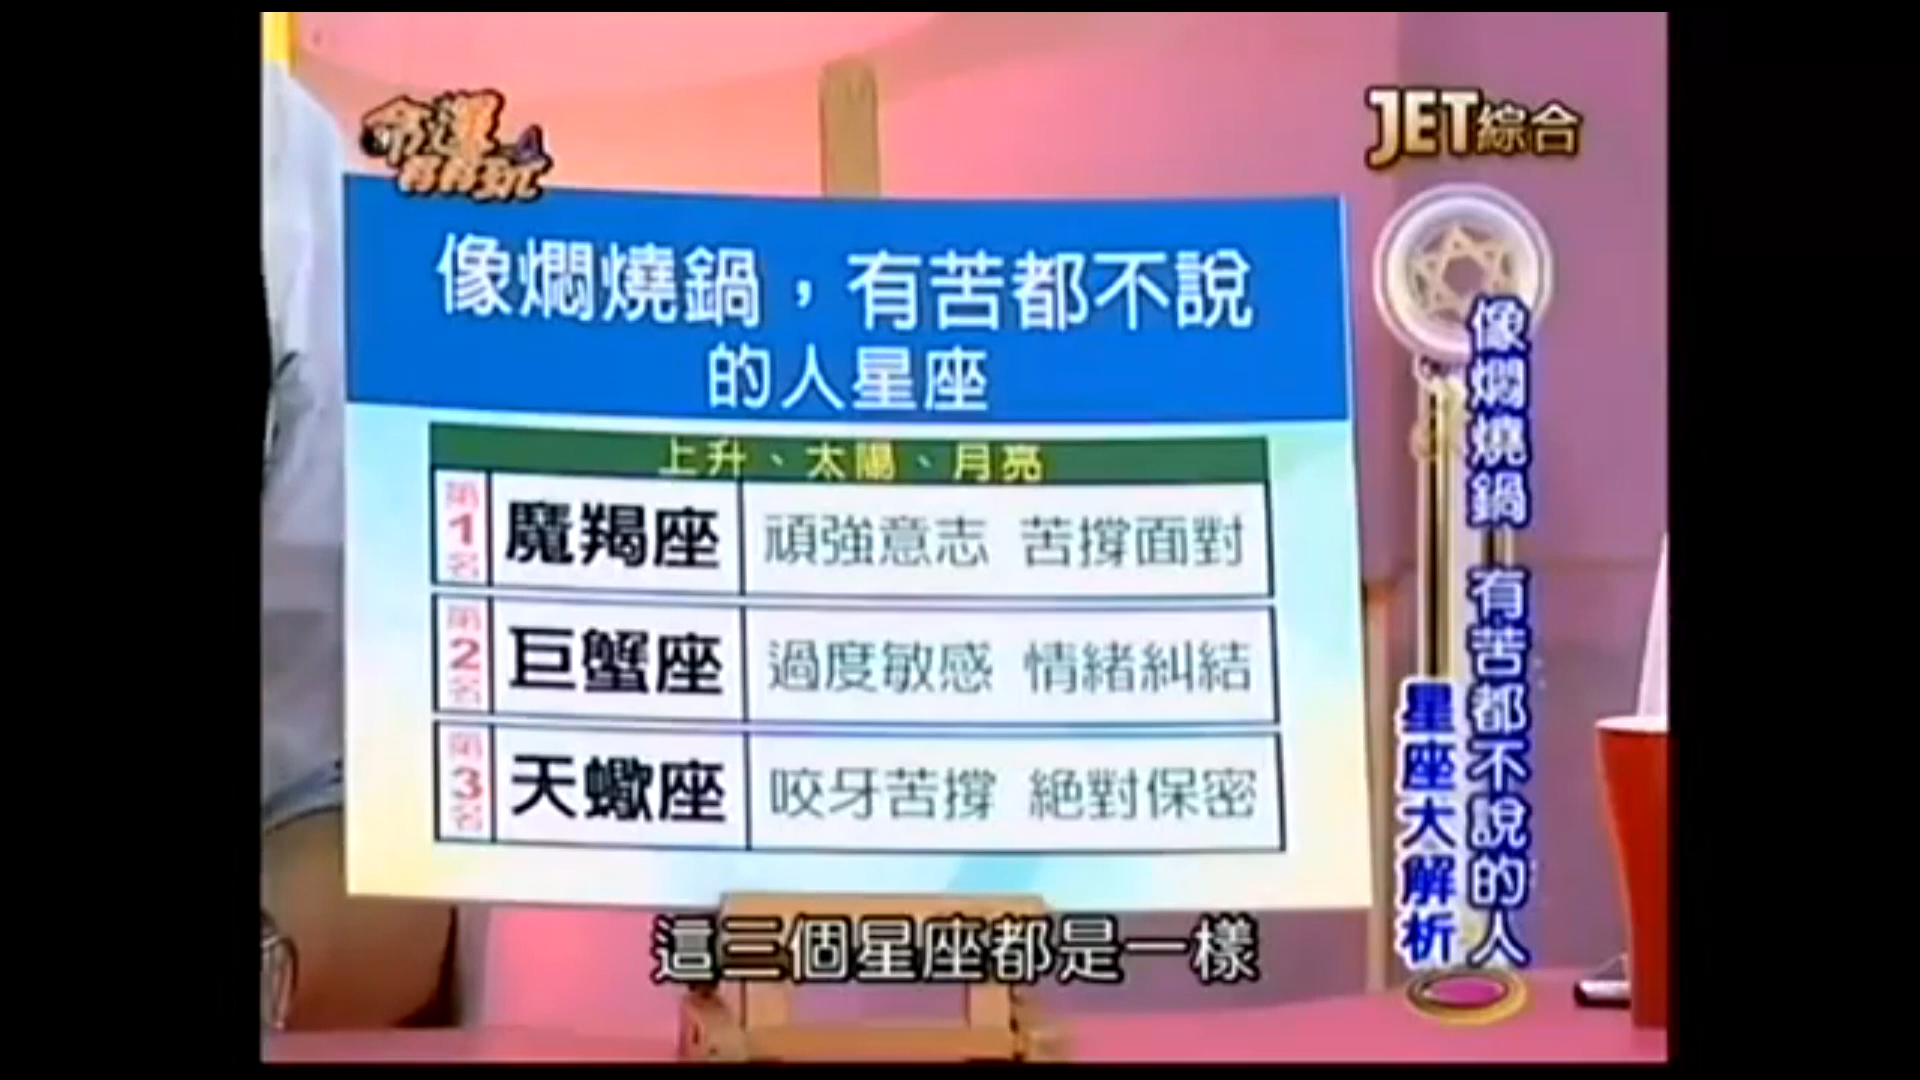 命運好好玩
JET綜合
像燜燒鍋，有苦都不說
的人星座
上升、太陽、月亮
第1名 魔羯座 頑強意志 苦撐面對
第2名 巨蟹座 過度敏感 情緒糾結
第3名 天蠍座 咬牙苦撐 絕對保密
像燜燒鍋 有苦都不說的人
星座大解析
這三個星座都是一樣